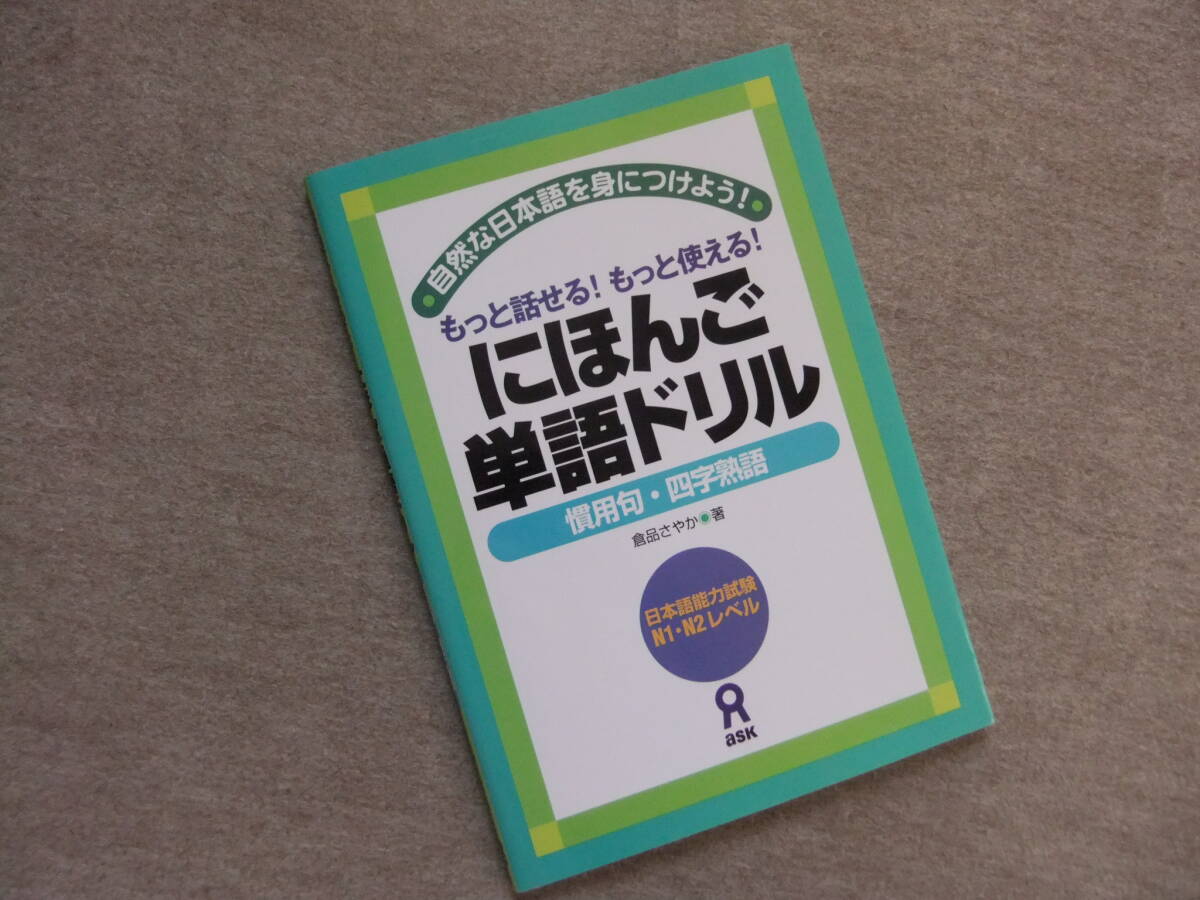 自然な日本語を身につけよう!
もっと話せる!もっと使える!
にほんご
単語ドリル
慣用句・四字熟語
倉品さやか●著
日本語能力試験
N1・N2レベル
ask